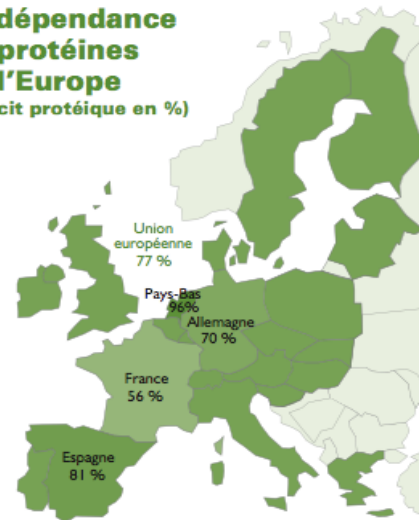 dépendance
protéines
l'Europe
cit protéique en %)
Union
européenne
77 %
Pays-Bas
96%
Allemagne
70 %
France
56 %
Espagne
81 %